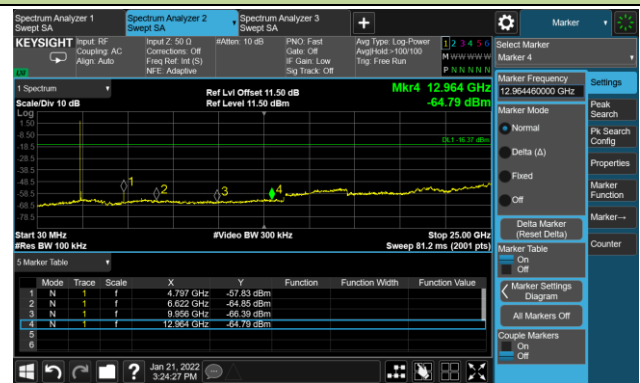 Spectrum Analyzer 1
Swept SA
Spectrum Analyzer 2
Swept SA
Spectrum Analyzer 3
Swept SA
Marker
KEYSIGHT
Input: RF
Coupling: AC
Align: Auto
Input Z: 50 Ω
Corrections: Off
Freq Ref: Int (S)
NFE: Adaptive
#Atten: 10 dB
PNO: Fast
Gate: Off
IF Gain: Low
Sig Track: Off
Avg Type: Log-Power
Avg|Hold:>100/100
Trig: Free Run
1 2 3 4 5 6
M W W W W W
P N N N N N
LXI
Select Marker
Marker 4
1 Spectrum
Scale/Div 10 dB
Ref Lvl Offset 11.50 dB
Ref Level 11.50 dBm
Mkr4 12.964 GHz
-64.79 dBm
Log
1.50
-8.50
-18.5
-28.5
-38.5
-48.5
-58.5
-68.5
-78.5
DL1 -16.37 dBm
1
2
3
4
Start 30 MHz
#Res BW 100 kHz
#Video BW 300 kHz
Stop 25.00 GHz
Sweep 81.2 ms (2001 pts)
5 Marker Table
Mode Trace Scale X Y Function Function Width Function Value
1 N 1 f 4.797 GHz -57.83 dBm
2 N 1 f 6.622 GHz -64.85 dBm
3 N 1 f 9.956 GHz -66.39 dBm
4 N 1 f 12.964 GHz -64.79 dBm
5
6
Marker Frequency
12.964460000 GHz
Marker Mode
Normal
Delta (Δ)
Fixed
Off
Delta Marker
(Reset Delta)
Marker Table
On
Off
Marker Settings
Diagram
All Markers Off
Couple Markers
On
Off
Settings
Peak
Search
Pk Search
Config
Properties
Marker
Function
Marker→
Counter
?
Jan 21, 2022
3:24:27 PM